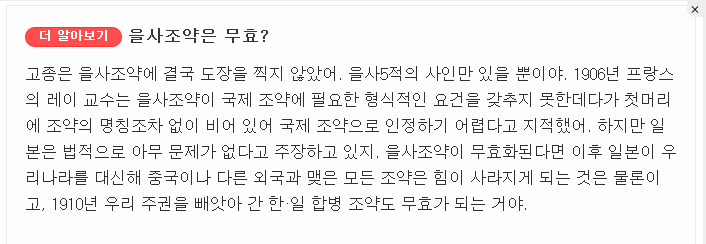 더 알아보기 을사조약은 무효?
고종은 을사조약에 결국 도장을 찍지 않았어. 을사5적의 사인만 있을 뿐이야. 1906년 프랑스
의 레이 교수는 을사조약이 국제 조약에 필요한 형식적인 요건을 갖추지 못한데다가 첫머리
에 조약의 명칭조차 없이 비어 있어 국제 조약으로 인정하기 어렵다고 지적했어. 하지만 일
본은 법적으로 아무 문제가 없다고 주장하고 있지. 을사조약이 무효화된다면 이후 일본이 우
리나라를 대신해 중국이나 다른 외국과 맺은 모든 조약은 힘이 사라지게 되는 것은 물론이
고, 1910년 우리 주권을 빼앗아 간 한·일 합병 조약도 무효가 되는 거야.